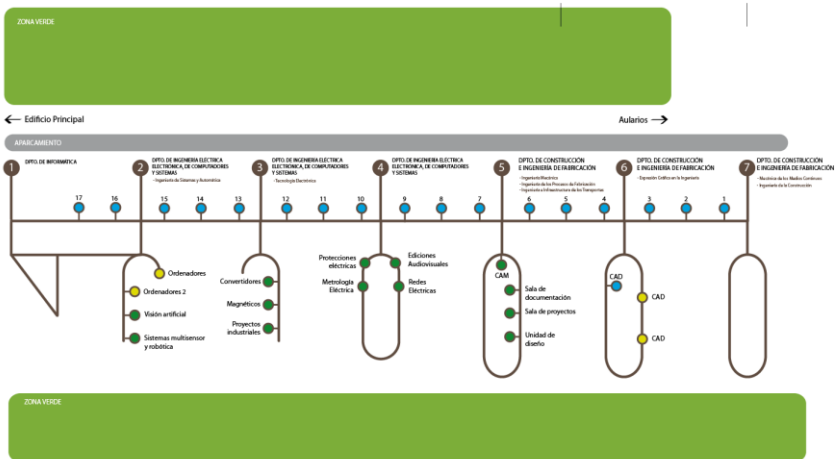 ZONA VERDE
← Edificio Principal
Aularios →
APARCAMIENTO
1
DPTO. DE INFORMÁTICA
2
DPTO. DE INGENIERÍA ELÉCTRICA
ELECTRÓNICA, DE COMPUTADORES
Y SISTEMAS
- Ingeniería de Sistemas y Automática
3
DPTO. DE INGENIERÍA ELÉCTRICA
ELECTRÓNICA, DE COMPUTADORES
Y SISTEMAS
- Tecnología Electrónica
4
DPTO. DE INGENIERÍA ELÉCTRICA
ELECTRÓNICA, DE COMPUTADORES
Y SISTEMAS
5
DPTO. DE CONSTRUCCIÓN
E INGENIERÍA DE FABRICACIÓN
- Ingeniería Mecánica
- Ingeniería de los Procesos de Fabricación
- Ingeniería e Infraestructura de los Transportes
6
DPTO. DE CONSTRUCCIÓN
E INGENIERÍA DE FABRICACIÓN
- Expresión Gráfica en la Ingeniería
7
DPTO. DE CONSTRUCCIÓN
E INGENIERÍA DE FABRICACIÓN
- Mecánica de los Medios Continuos
- Ingeniería de la Construcción
17
16
15
14
13
12
11
10
9
8
7
6
5
4
3
2
1
Ordenadores
Ordenadores 2
Visión artificial
Sistemas multisensor
y robótica
Convertidores
Magnéticos
Proyectos
industriales
Protecciones
eléctricas
Metrología
Eléctrica
Ediciones
Audiovisuales
Redes
Eléctricas
CAM
Sala de
documentación
Sala de proyectos
Unidad de
diseño
CAD
CAD
CAD
ZONA VERDE